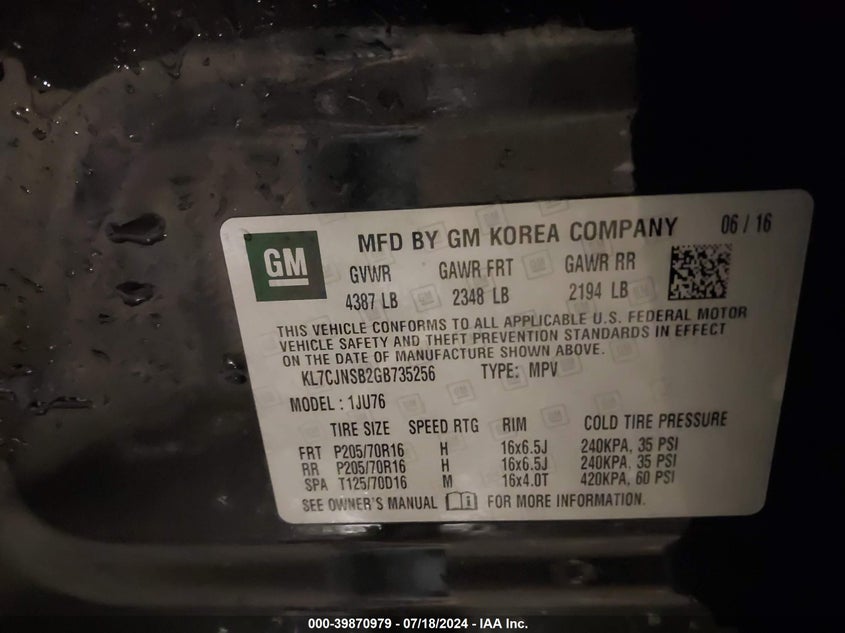 GM
MFD BY GM KOREA COMPANY 06 / 16
GVWR GAWR FRT GAWR RR
4387 LB 2348 LB 2194 LB
THIS VEHICLE CONFORMS TO ALL APPLICABLE U.S. FEDERAL MOTOR
VEHICLE SAFETY AND THEFT PREVENTION STANDARDS IN EFFECT
ON THE DATE OF MANUFACTURE SHOWN ABOVE.
KL7CJNSB2GB735256 TYPE: MPV
MODEL : 1JU76
TIRE SIZE SPEED RTG RIM COLD TIRE PRESSURE
FRT P205/70R16 H 16x6.5J 240KPA, 35 PSI
RR P205/70R16 H 16x6.5J 240KPA, 35 PSI
SPA T125/70D16 M 16x4.0T 420KPA, 60 PSI
SEE OWNER'S MANUAL FOR MORE INFORMATION.
000-39870979 - 07/18/2024 - IAA Inc.